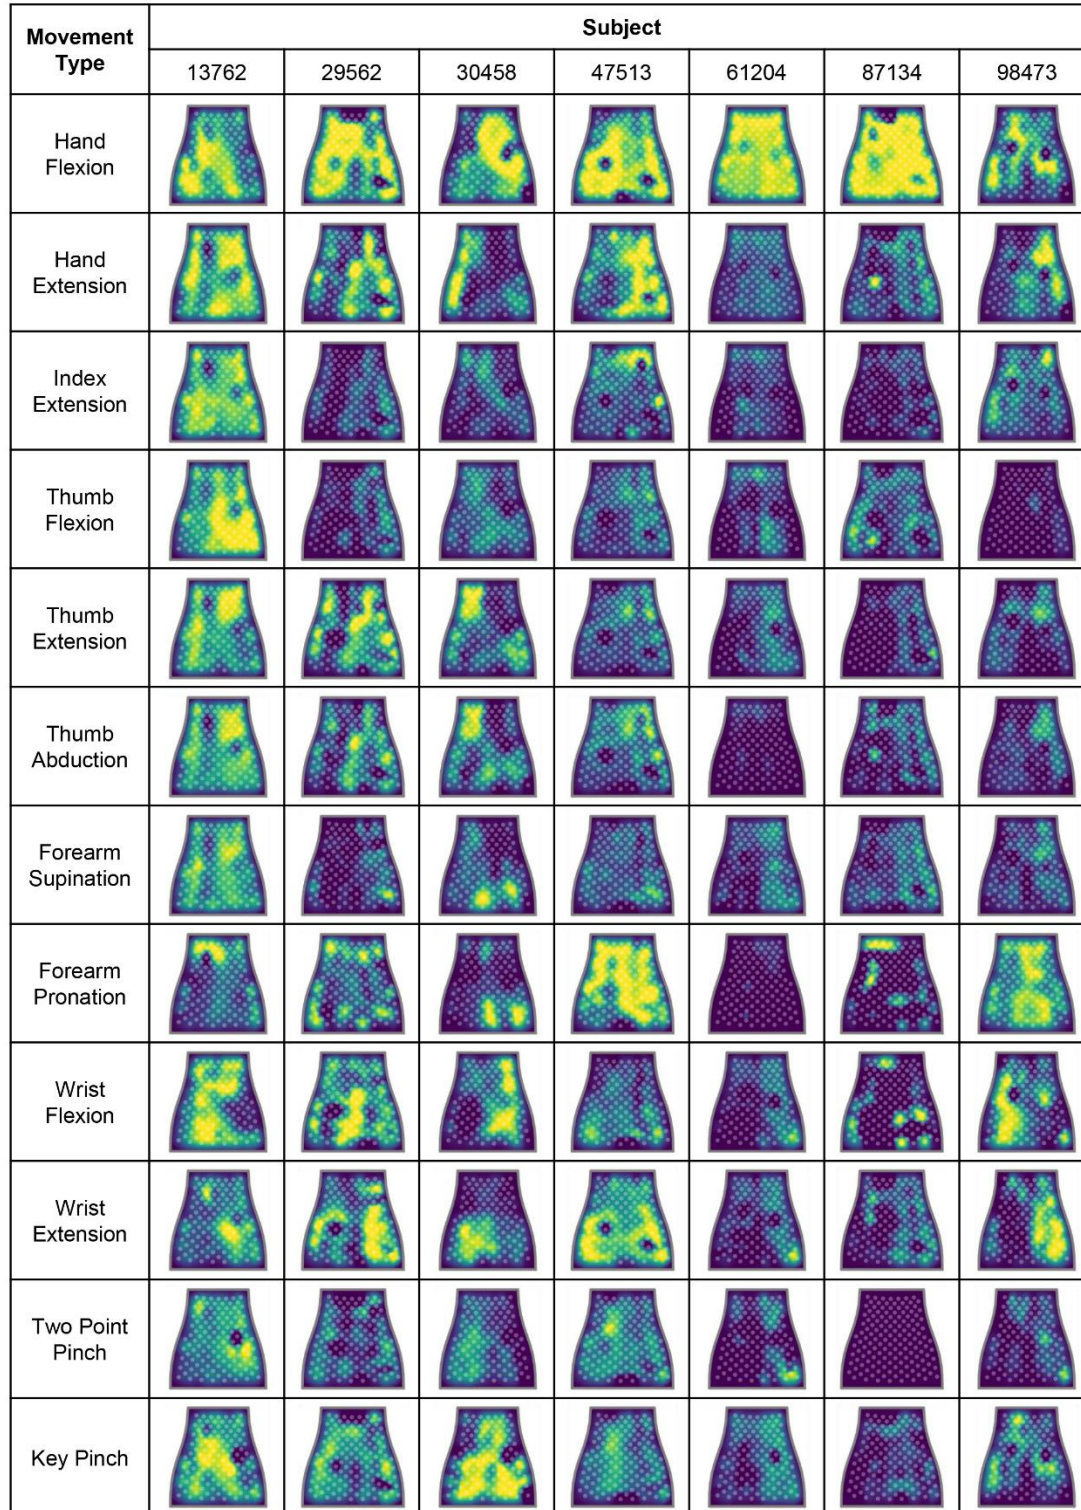 Movement
Type
Subject
13762 29562 30458 47513 61204 87134 98473
Hand
Flexion
Hand
Extension
Index
Extension
Thumb
Flexion
Thumb
Extension
Thumb
Abduction
Forearm
Supination
Forearm
Pronation
Wrist
Flexion
Wrist
Extension
Two Point
Pinch
Key Pinch